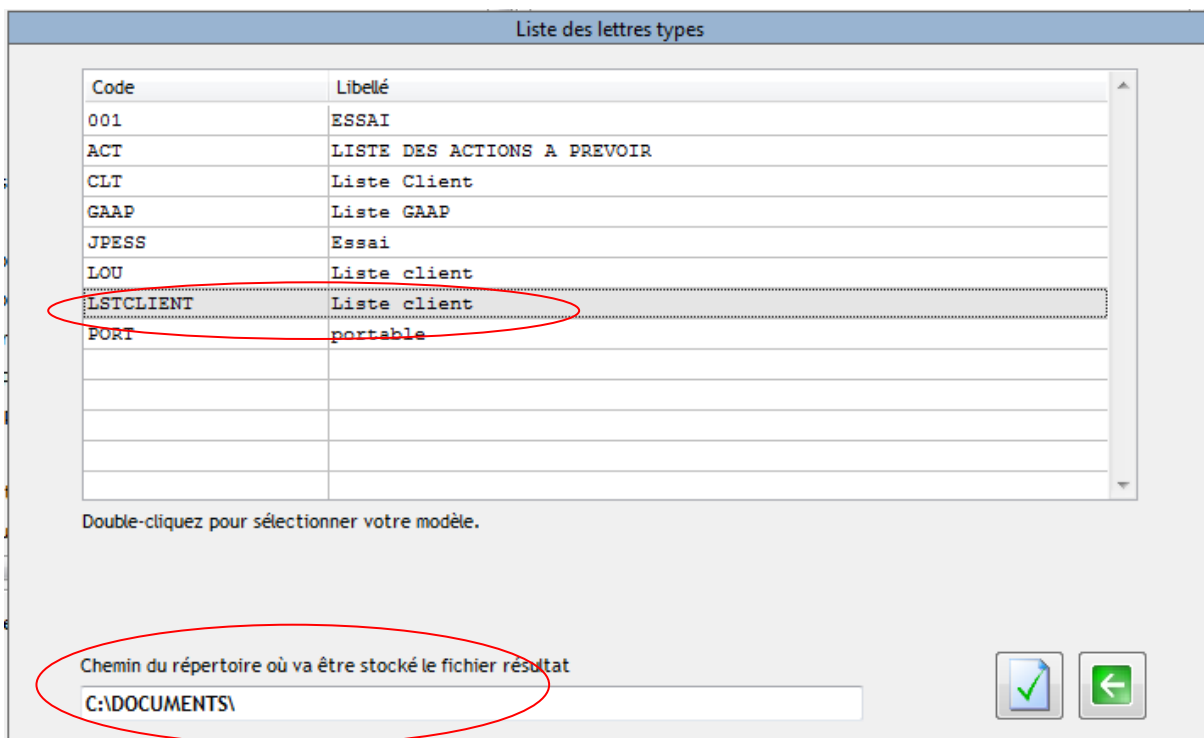 Liste des lettres types
Code Libellé
001 ESSAI
ACT LISTE DES ACTIONS A PREVOIR
CLT Liste Client
GAAP Liste GAAP
JPESS Essai
LOU Liste client
LSTCLIENT Liste client
PORT portable
Double-cliquez pour sélectionner votre modèle.
Chemin du répertoire où va être stocké le fichier résultat
C:\DOCUMENTS\